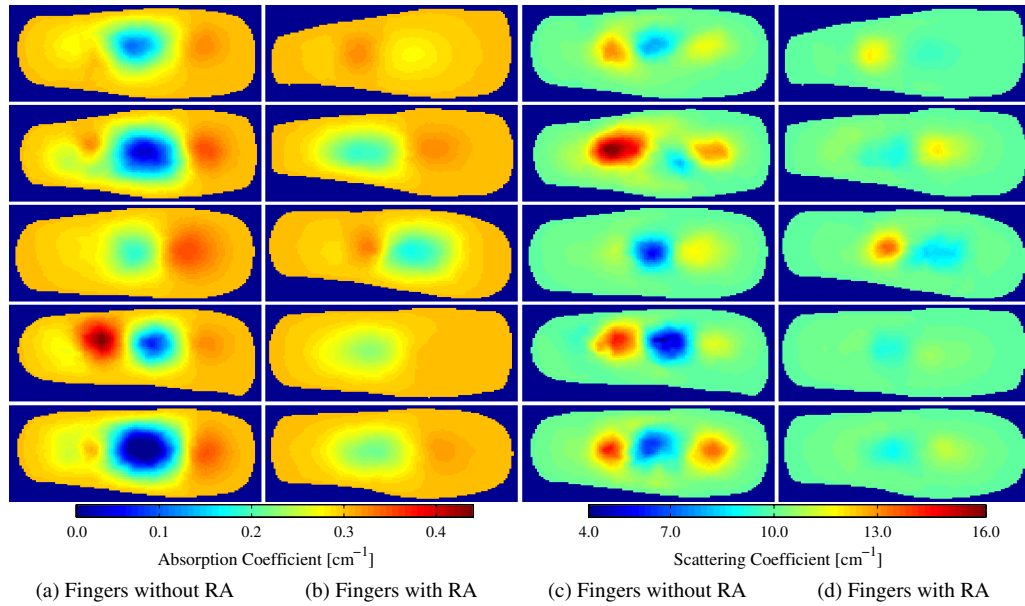 0.0 0.1 0.2 0.3 0.4 4.0 7.0 10.0 13.0 16.0
Absorption Coefficient [cm⁻¹] Scattering Coefficient [cm⁻¹]
(a) Fingers without RA (b) Fingers with RA (c) Fingers without RA (d) Fingers with RA